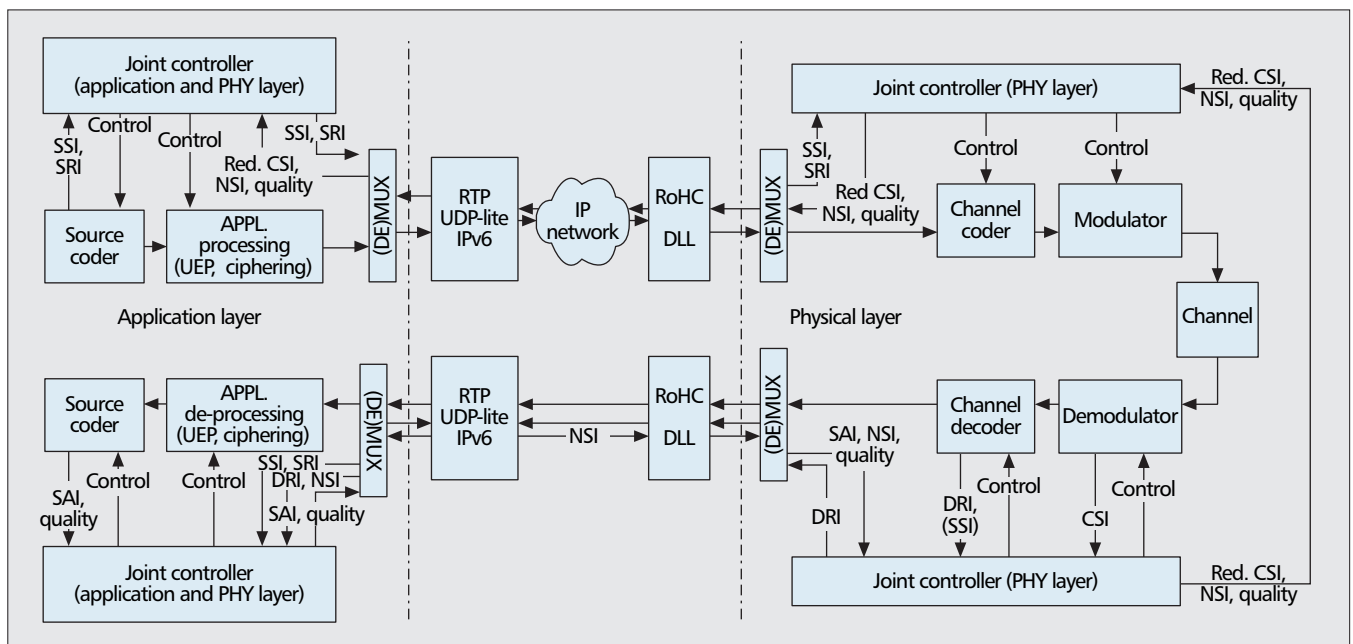 Joint controller
(application and PHY layer)
Control
Control
SSI,
SRI
Red. CSI,
NSI, quality
SSI, SRI
Source
coder
APPL.
processing
(UEP, ciphering)
(DE)MUX
RTP
UDP-lite
IPv6
IP
network
RoHC
DLL
(DE)MUX
Joint controller (PHY layer)
SSI,
SRI
Red CSI,
NSI, quality
Control
Control
Channel
coder
Modulator
Red. CSI,
NSI, quality
Application layer
Physical layer
Channel
Source
coder
APPL.
de-processing
(UEP, ciphering)
(DE)MUX
RTP
UDP-lite
IPv6
NSI
RoHC
DLL
(DE)MUX
SAI, NSI,
quality
Channel
decoder
Demodulator
SAI,
quality
Control
Control
SSI, SRI
DRI, NSI
SAI, quality
DRI
DRI,
(SSI)
Control
CSI
Control
Joint controller
(application and PHY layer)
Joint controller (PHY layer)
Red. CSI,
NSI, quality